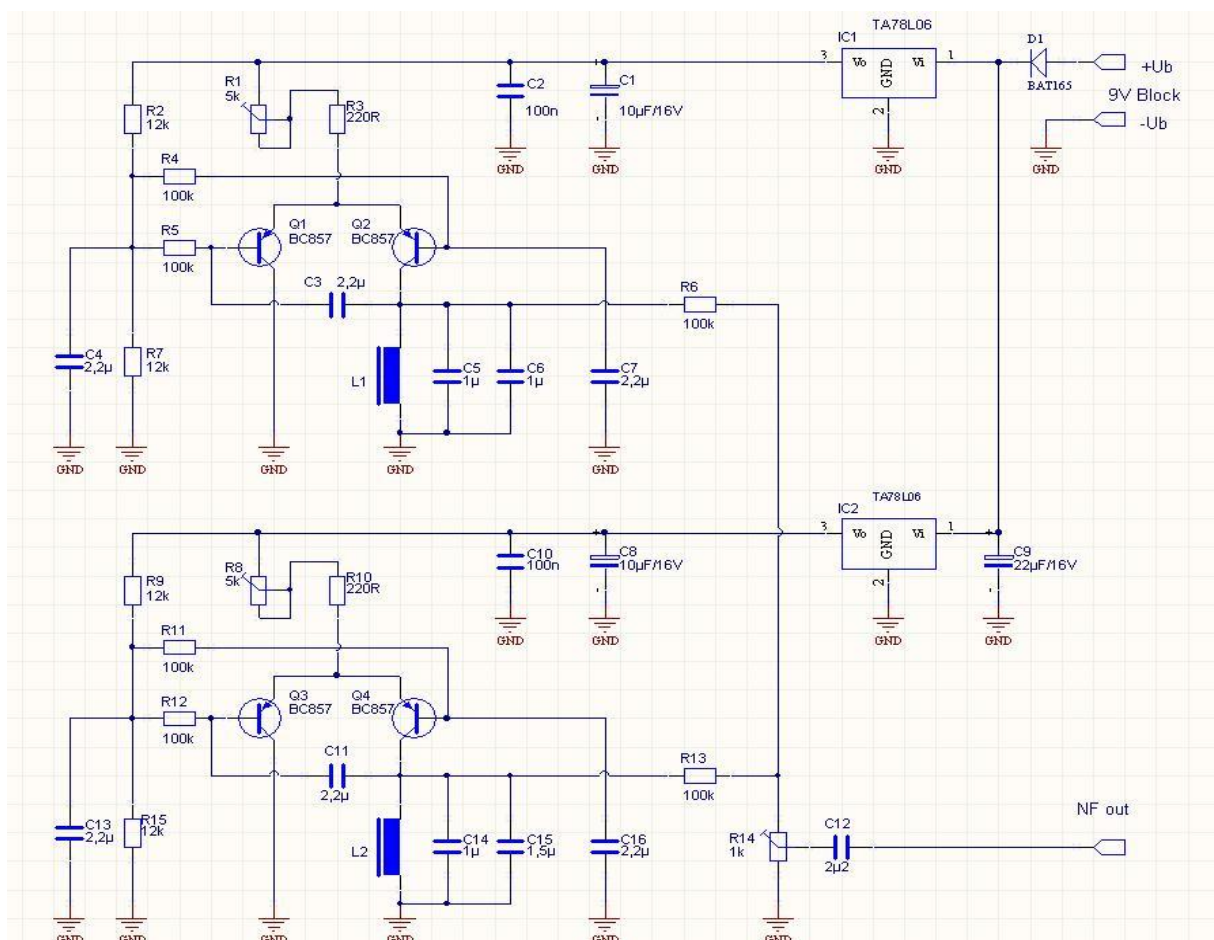 TA78L06
IC1
D1
3
Vo
GND
Vi
1
+Ub
R1
5k
R3
220R
C2
100n
C1
10µF/16V
+
-
BAT165
9V Block
-Ub
R2
12k
2
GND
GND
GND
GND
R4
100k
R5
100k
Q1
BC857
Q2
BC857
C3
2,2µ
R6
100k
C4
2,2µ
R7
12k
L1
C5
1µ
C6
1µ
C7
2,2µ
GND
GND
GND
GND
GND
TA78L06
IC2
3
Vo
GND
Vi
1
R9
12k
R8
5k
R10
220R
C10
100n
+
C8
10µF/16V
-
2
+
C9
22µF/16V
-
GND
GND
GND
GND
R11
100k
R12
100k
Q3
BC857
Q4
BC857
C11
2,2µ
R13
100k
NF out
C13
2,2µ
R15
12k
L2
C14
1µ
C15
1,5µ
C16
2,2µ
R14
1k
C12
2µ2
GND
GND
GND
GND
GND
GND